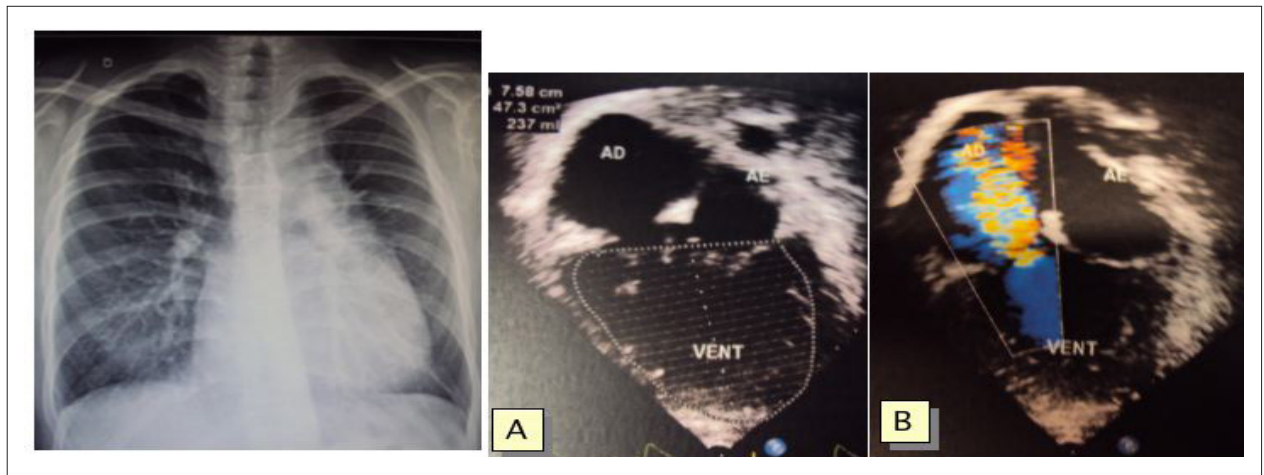 D
7.58 cm
47.3 cm²
237 ml
AD
AE
VENT
A
AD
AE
VENT
B